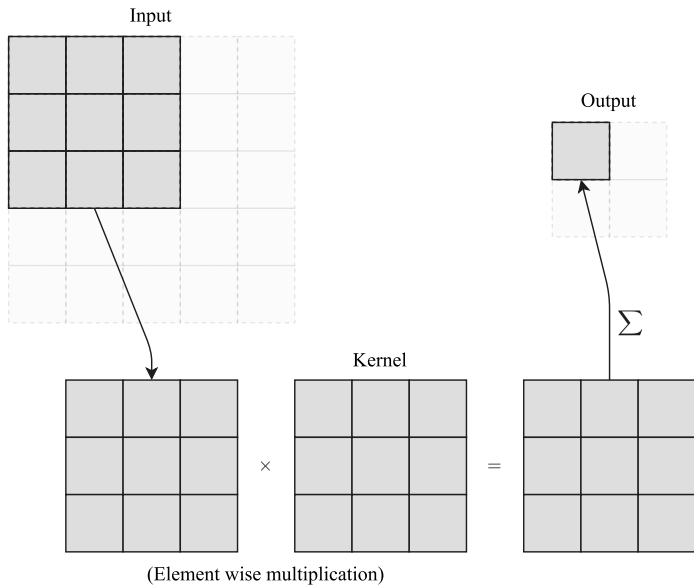 Input
Output
∑
Kernel
× =
(Element wise multiplication)